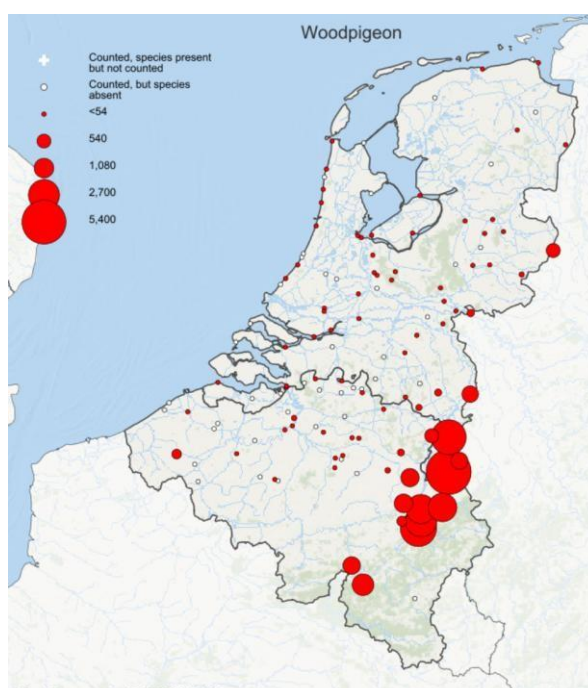 Woodpigeon
Counted, species present
but not counted
Counted, but species
absent
<54
540
1,080
2,700
5,400